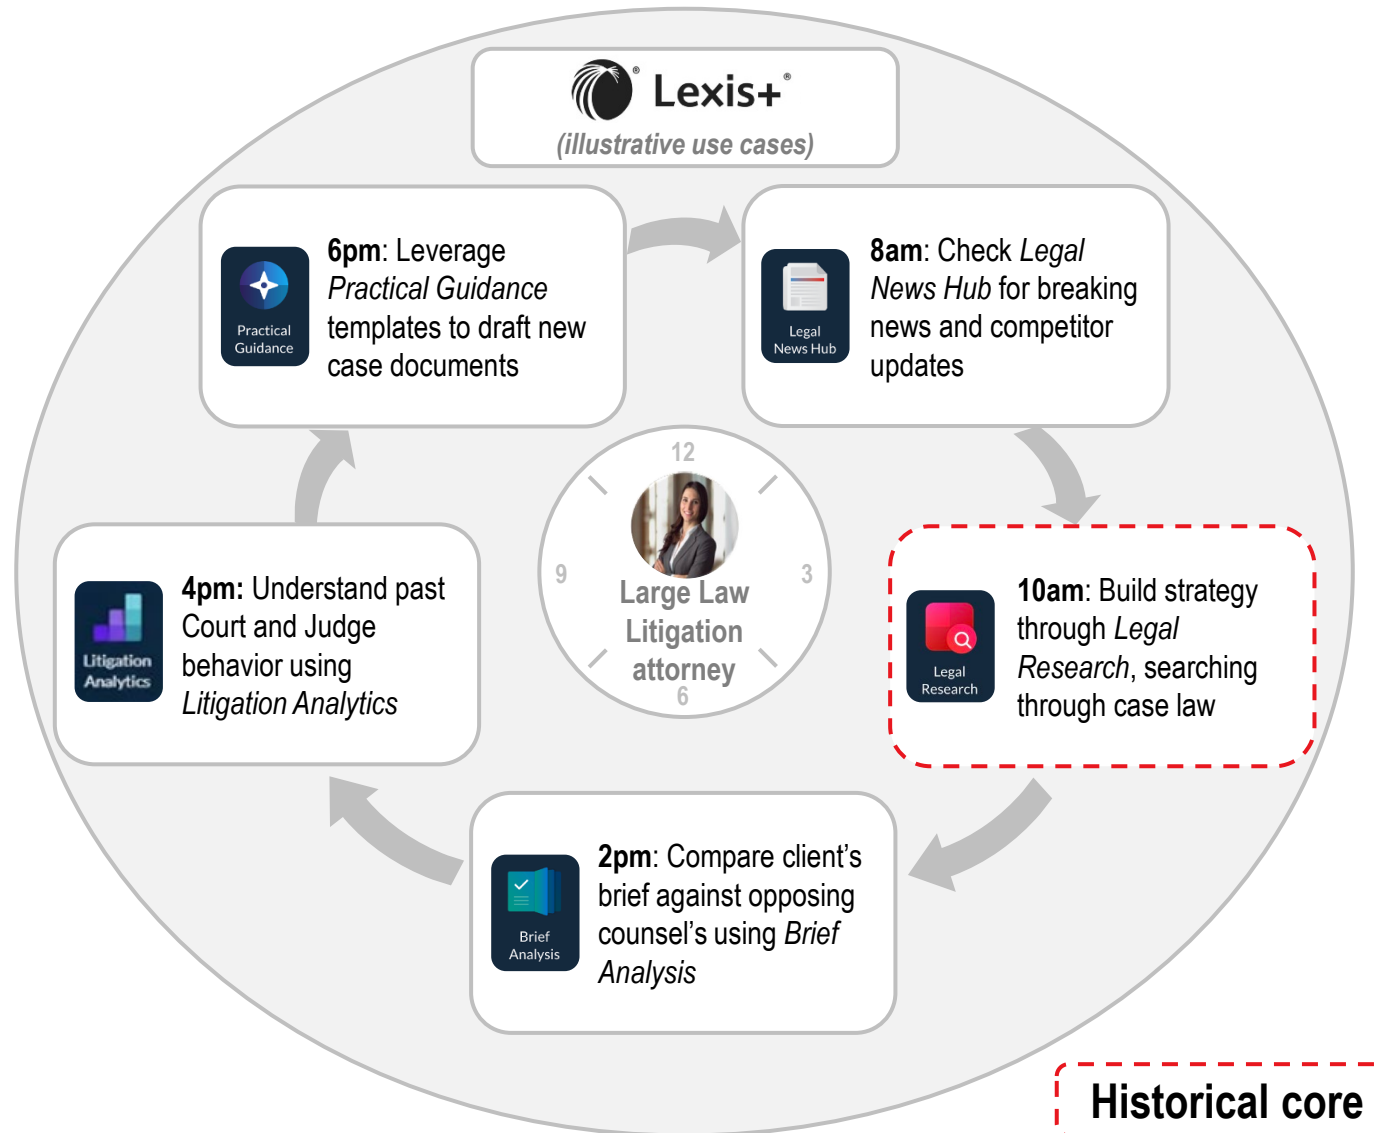 Lexis+®
(illustrative use cases)
6pm: Leverage
Practical Guidance
templates to draft new
case documents
Practical
Guidance
8am: Check Legal
News Hub for breaking
news and competitor
updates
Legal
News Hub
12
3
6
9
Large Law
Litigation
attorney
10am: Build strategy
through Legal
Research, searching
through case law
Legal
Research
4pm: Understand past
Court and Judge
behavior using
Litigation Analytics
Litigation
Analytics
2pm: Compare client’s
brief against opposing
counsel’s using Brief
Analysis
Brief
Analysis
Historical core